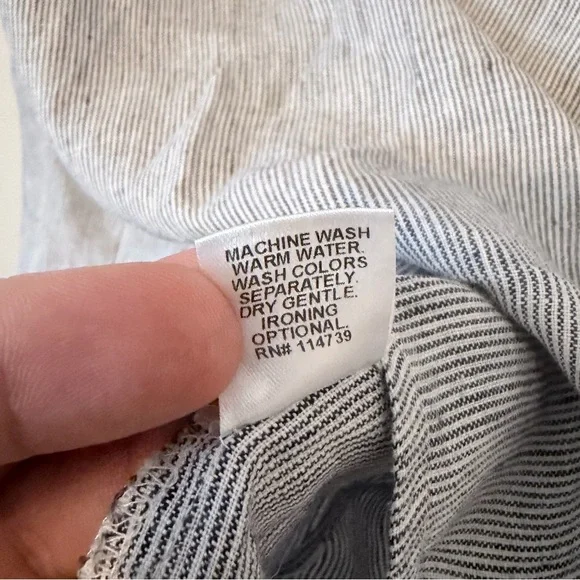 MACHINE WASH
WARM WATER.
WASH COLORS
SEPARATELY.
DRY GENTLE.
IRONING
OPTIONAL.
RN# 114739